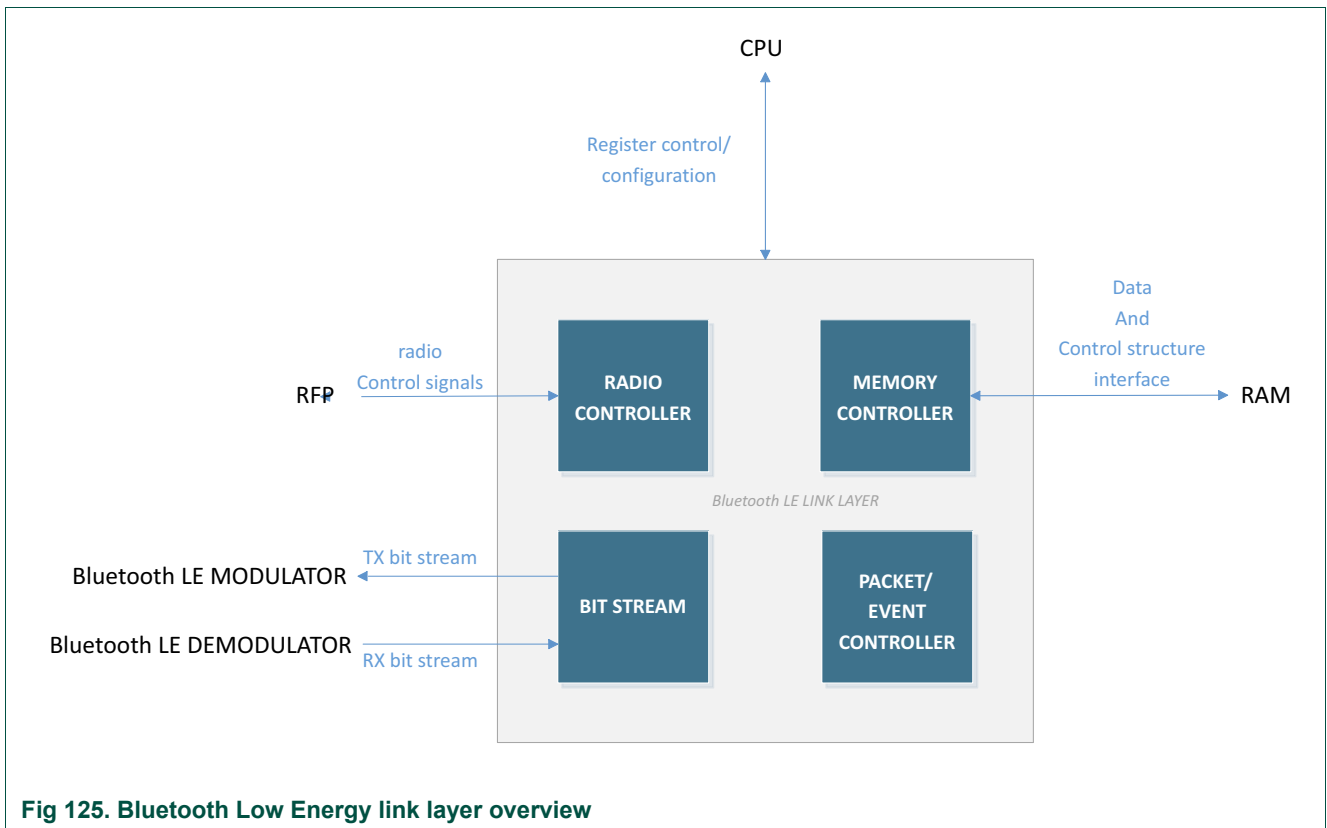 CPU
Register control/
configuration
Data
And
Control structure
interface
radio
Control signals
RFP
RADIO
CONTROLLER
MEMORY
CONTROLLER
RAM
Bluetooth LE LINK LAYER
TX bit stream
Bluetooth LE MODULATOR
BIT STREAM
PACKET/
EVENT
CONTROLLER
Bluetooth LE DEMODULATOR
RX bit stream
Fig 125. Bluetooth Low Energy link layer overview